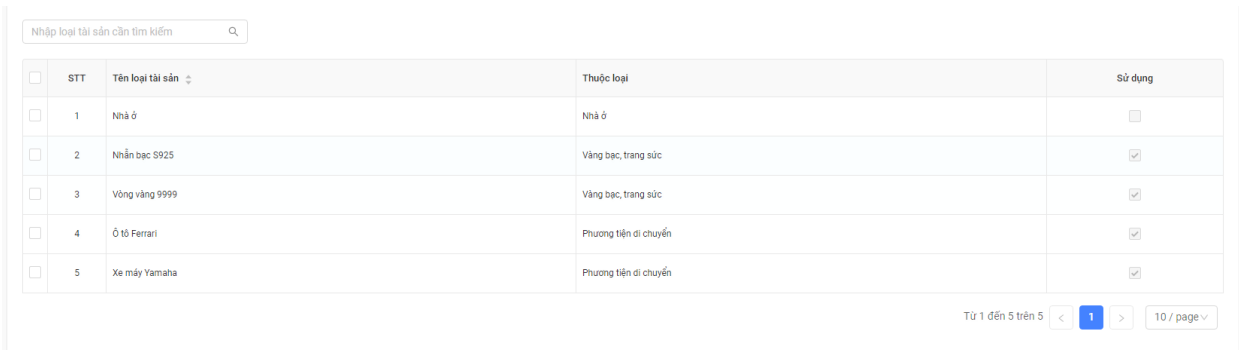 Nhập loại tài sản cần tìm kiếm
STT Tên loại tài sản Thuộc loại Sử dụng
1 Nhà ở Nhà ở
2 Nhẫn bạc S925 Vàng bạc, trang sức
3 Vòng vàng 9999 Vàng bạc, trang sức
4 Ô tô Ferrari Phương tiện di chuyển
5 Xe máy Yamaha Phương tiện di chuyển
Từ 1 đến 5 trên 5 < 1 > 10 / page